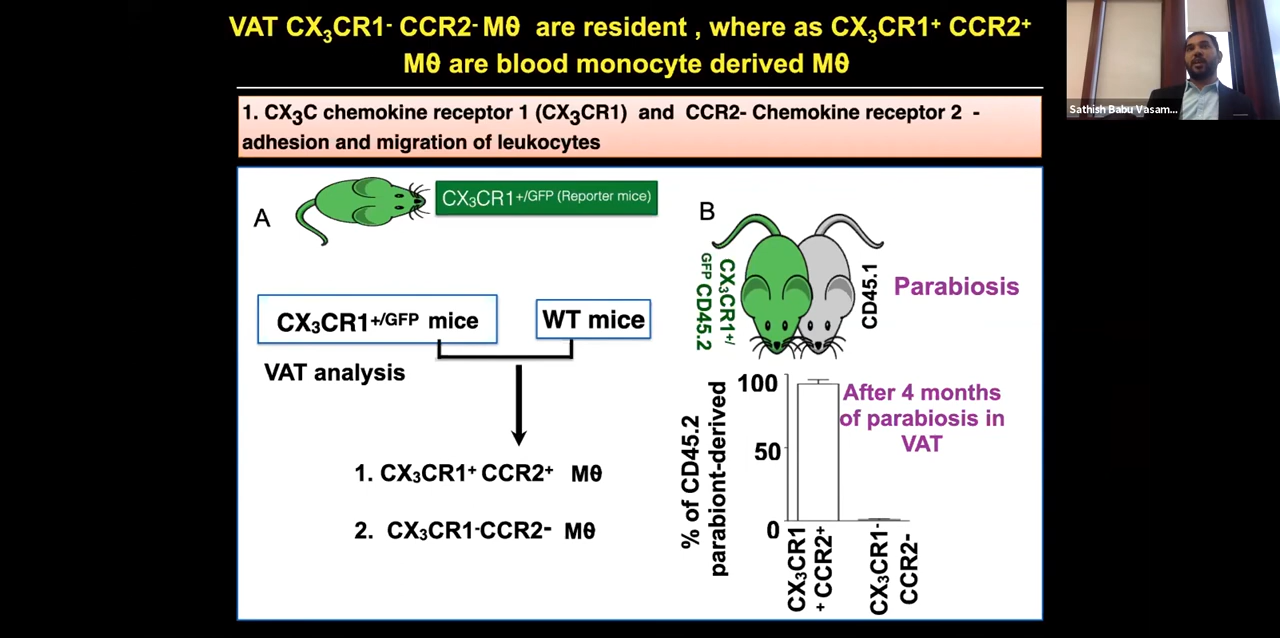 VAT CX₃CR1⁻ CCR2⁻ Mθ are resident , where as CX₃CR1⁺ CCR2⁺
Mθ are blood monocyte derived Mθ
1. CX3C chemokine receptor 1 (CX3CR1) and CCR2- Chemokine receptor 2 -
adhesion and migration of leukocytes
A
CX₃CR1+/GFP (Reporter mice)
CX₃CR1+/GFP mice
WT mice
VAT analysis
1. CX₃CR1⁺ CCR2⁺ Mθ
2. CX₃CR1⁻CCR2⁻ Mθ
B
CX₃CR1+/
GFP CD45.2
CD45.1
Parabiosis
% of CD45.2
parabiont-derived
100
50
0
After 4 months
of parabiosis in
VAT
CX₃CR1
+ CCR2⁺
CX₃CR1⁻
CCR2-
Sathish Babu Vasam...